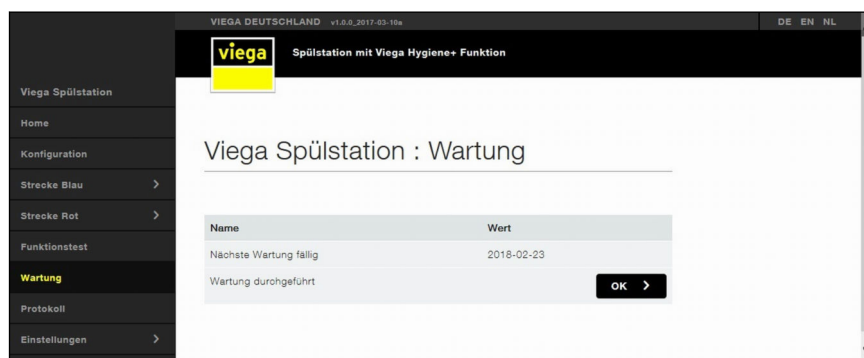 VIEGA DEUTSCHLAND v1.0.0_2017-03-10a
DE EN NL
viega
Spülstation mit Viega Hygiene+ Funktion
Viega Spülstation
Home
Konfiguration
Strecke Blau
Strecke Rot
Funktionstest
Wartung
Protokoll
Einstellungen
Viega Spülstation : Wartung
Name Wert
Nächste Wartung fällig 2018-02-23
Wartung durchgeführt OK